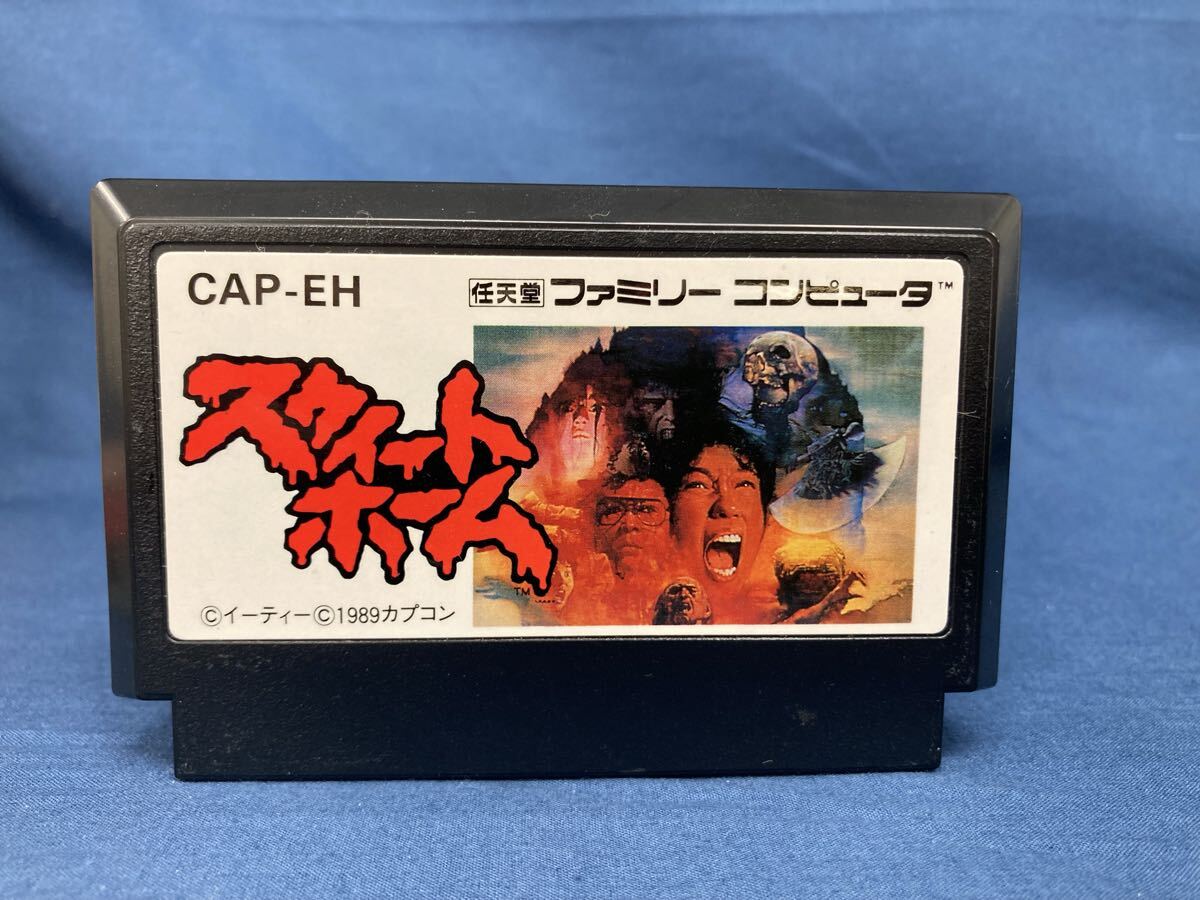 CAP-EH
任天堂 ファミリー コンピュータ™
スウィート
ホーム
TM
©イーティー©1989カプコン